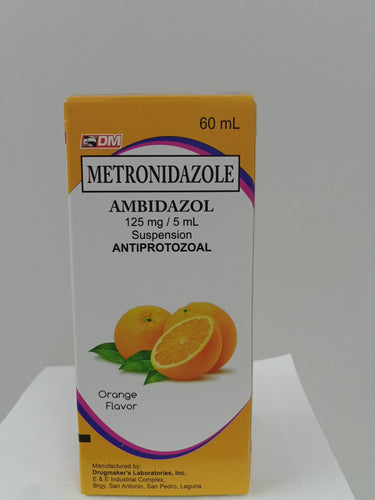 60 mL
DM
METRONIDAZOLE
AMBIDAZOL
125 mg / 5 mL
Suspension
ANTIPROTOZOAL
Orange
Flavor
Manufactured by:
Drugmaker's Laboratories, Inc.
E & E Industrial Complex,
Brgy. San Antonio, San Pedro, Laguna